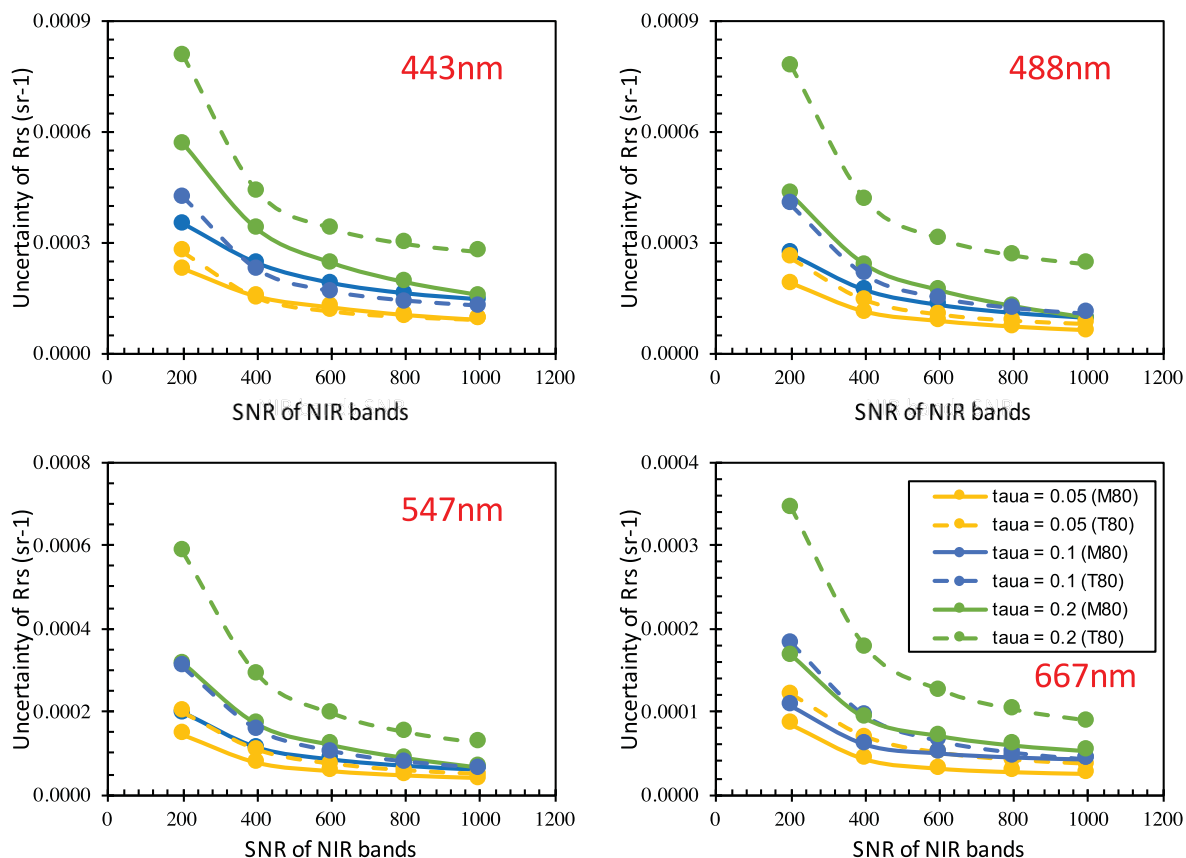 443nm
Uncertainty of Rrs (sr-1)
0.0009
0.0006
0.0003
0.0000
0 200 400 600 800 1000 1200
SNR of NIR bands
488nm
Uncertainty of Rrs (sr-1)
0.0009
0.0006
0.0003
0.0000
0 200 400 600 800 1000 1200
SNR of NIR bands
547nm
Uncertainty of Rrs (sr-1)
0.0008
0.0006
0.0004
0.0002
0.0000
0 200 400 600 800 1000 1200
SNR of NIR bands
667nm
Uncertainty of Rrs (sr-1)
0.0004
0.0003
0.0002
0.0001
0.0000
0 200 400 600 800 1000 1200
SNR of NIR bands
taua = 0.05 (M80)
taua = 0.05 (T80)
taua = 0.1 (M80)
taua = 0.1 (T80)
taua = 0.2 (M80)
taua = 0.2 (T80)